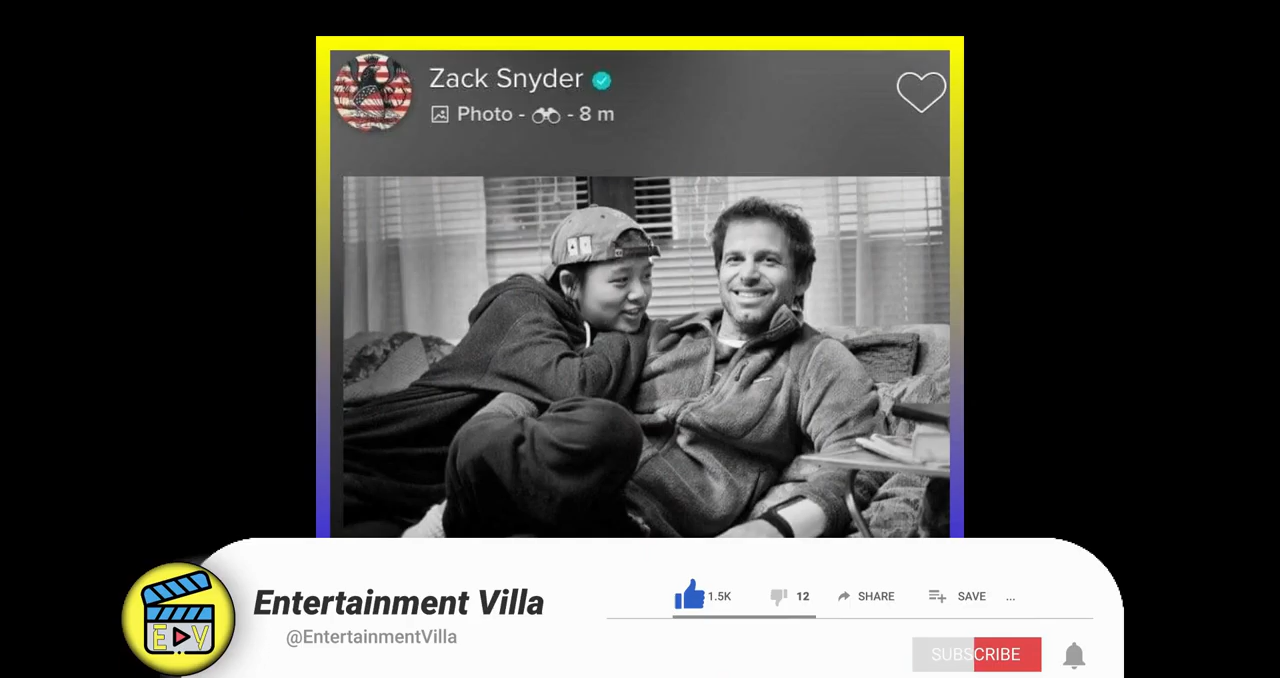 Zack Snyder
Photo - - 8 m
Entertainment Villa
@EntertainmentVilla
1.5K
12
SHARE
SAVE
...
SUBSCRIBE
E V